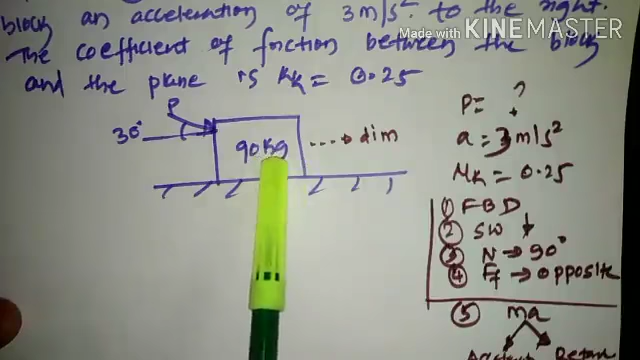 block an acceleration of 3m/s² to the right.
Made with KINEMASTER
The coefficient of friction between the block
and the plane is μk = 0.25
P
30°
90Kg
dim
P = ?
a = 3m/s²
μk = 0.25
① FBD
② SW ↓
③ N → 90°
④ Ff → opposite
⑤ ma